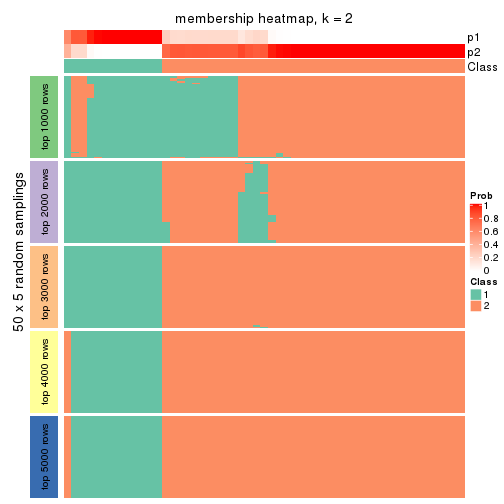 membership heatmap, k = 2
p1
p2
Class
top 1000 rows
top 2000 rows
top 3000 rows
top 4000 rows
top 5000 rows
50 x 5 random samplings
Prob
1
0.8
0.6
0.4
0.2
0
Class
1
2